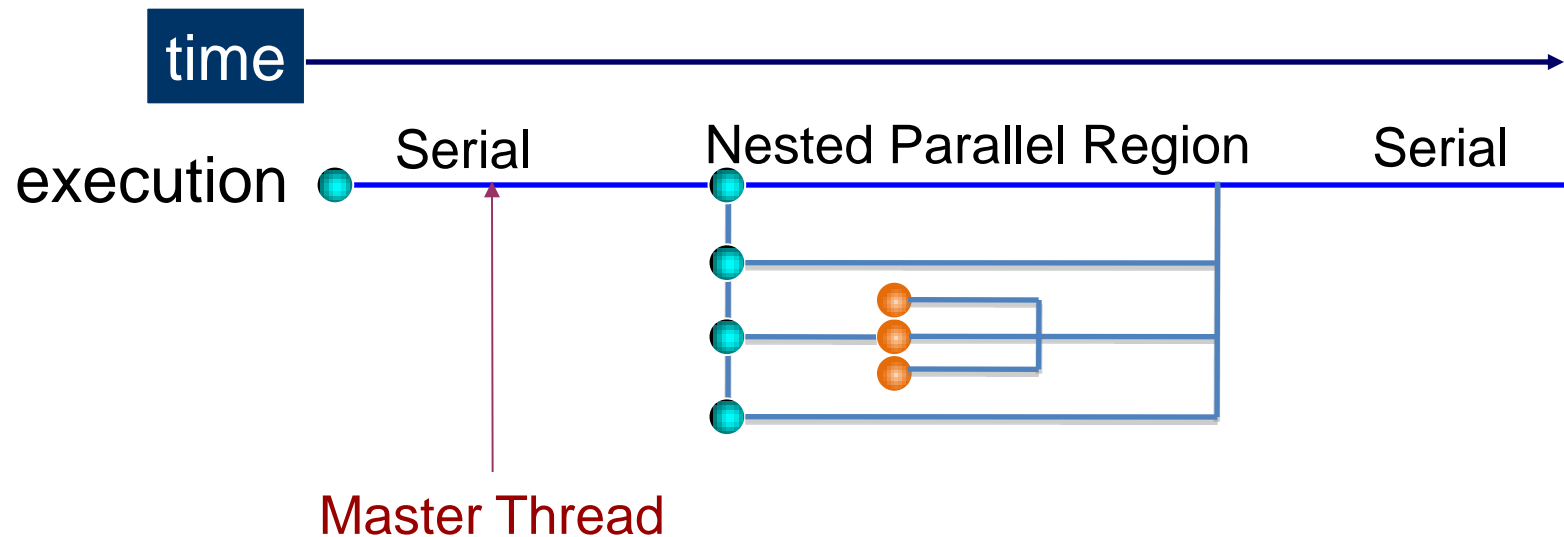 time
Serial
Nested Parallel Region
Serial
execution
Master Thread